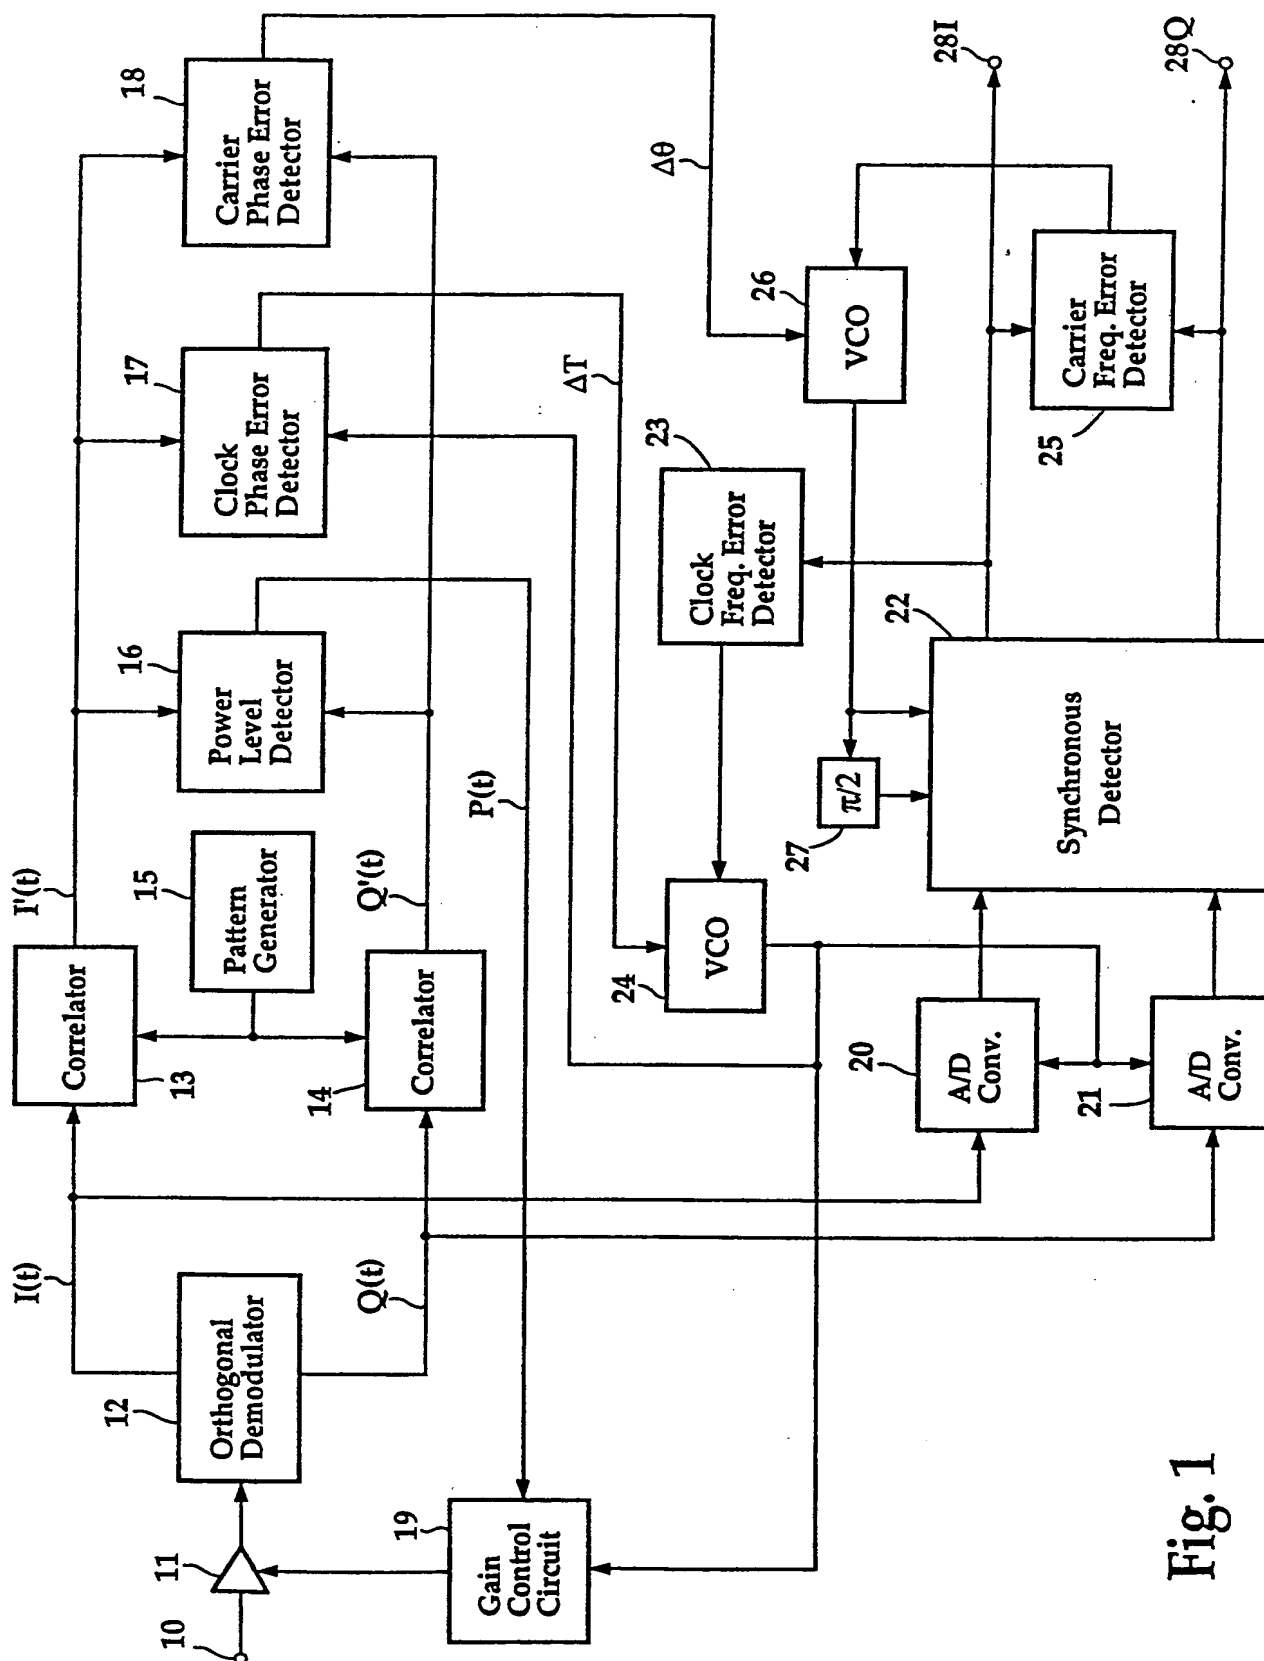 10
11
12
Orthogonal
Demodulator
I(t)
Q(t)
13
Correlator
14
Correlator
15
Pattern
Generator
I'(t)
Q'(t)
16
Power
Level
Detector
17
Clock
Phase Error
Detector
18
Carrier
Phase Error
Detector
19
Gain
Control
Circuit
P(t)
ΔT
Δθ
24
VCO
23
Clock
Freq. Error
Detector
26
VCO
27
π/2
20
A/D
Conv.
21
A/D
Conv.
22
Synchronous
Detector
25
Carrier
Freq. Error
Detector
28I
28Q
Fig. 1